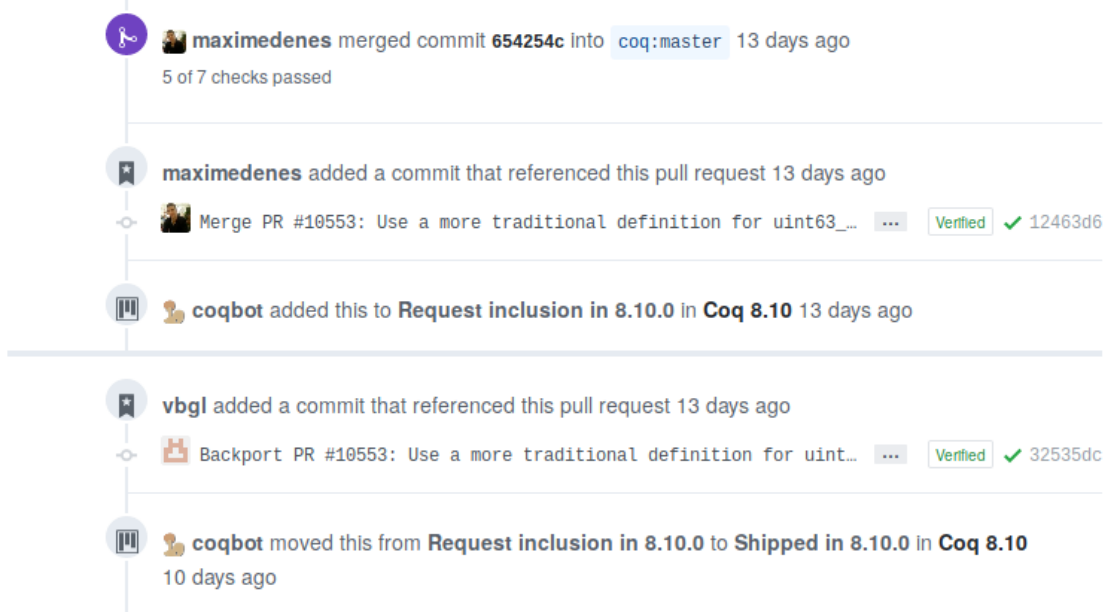 maximedenes merged commit 654254c into coq:master 13 days ago
5 of 7 checks passed
maximedenes added a commit that referenced this pull request 13 days ago
Merge PR #10553: Use a more traditional definition for uint63_… ... Verified 12463d6
coqbot added this to Request inclusion in 8.10.0 in Coq 8.10 13 days ago
vbgl added a commit that referenced this pull request 13 days ago
Backport PR #10553: Use a more traditional definition for uint… ... Verified 32535dc
coqbot moved this from Request inclusion in 8.10.0 to Shipped in 8.10.0 in Coq 8.10
10 days ago